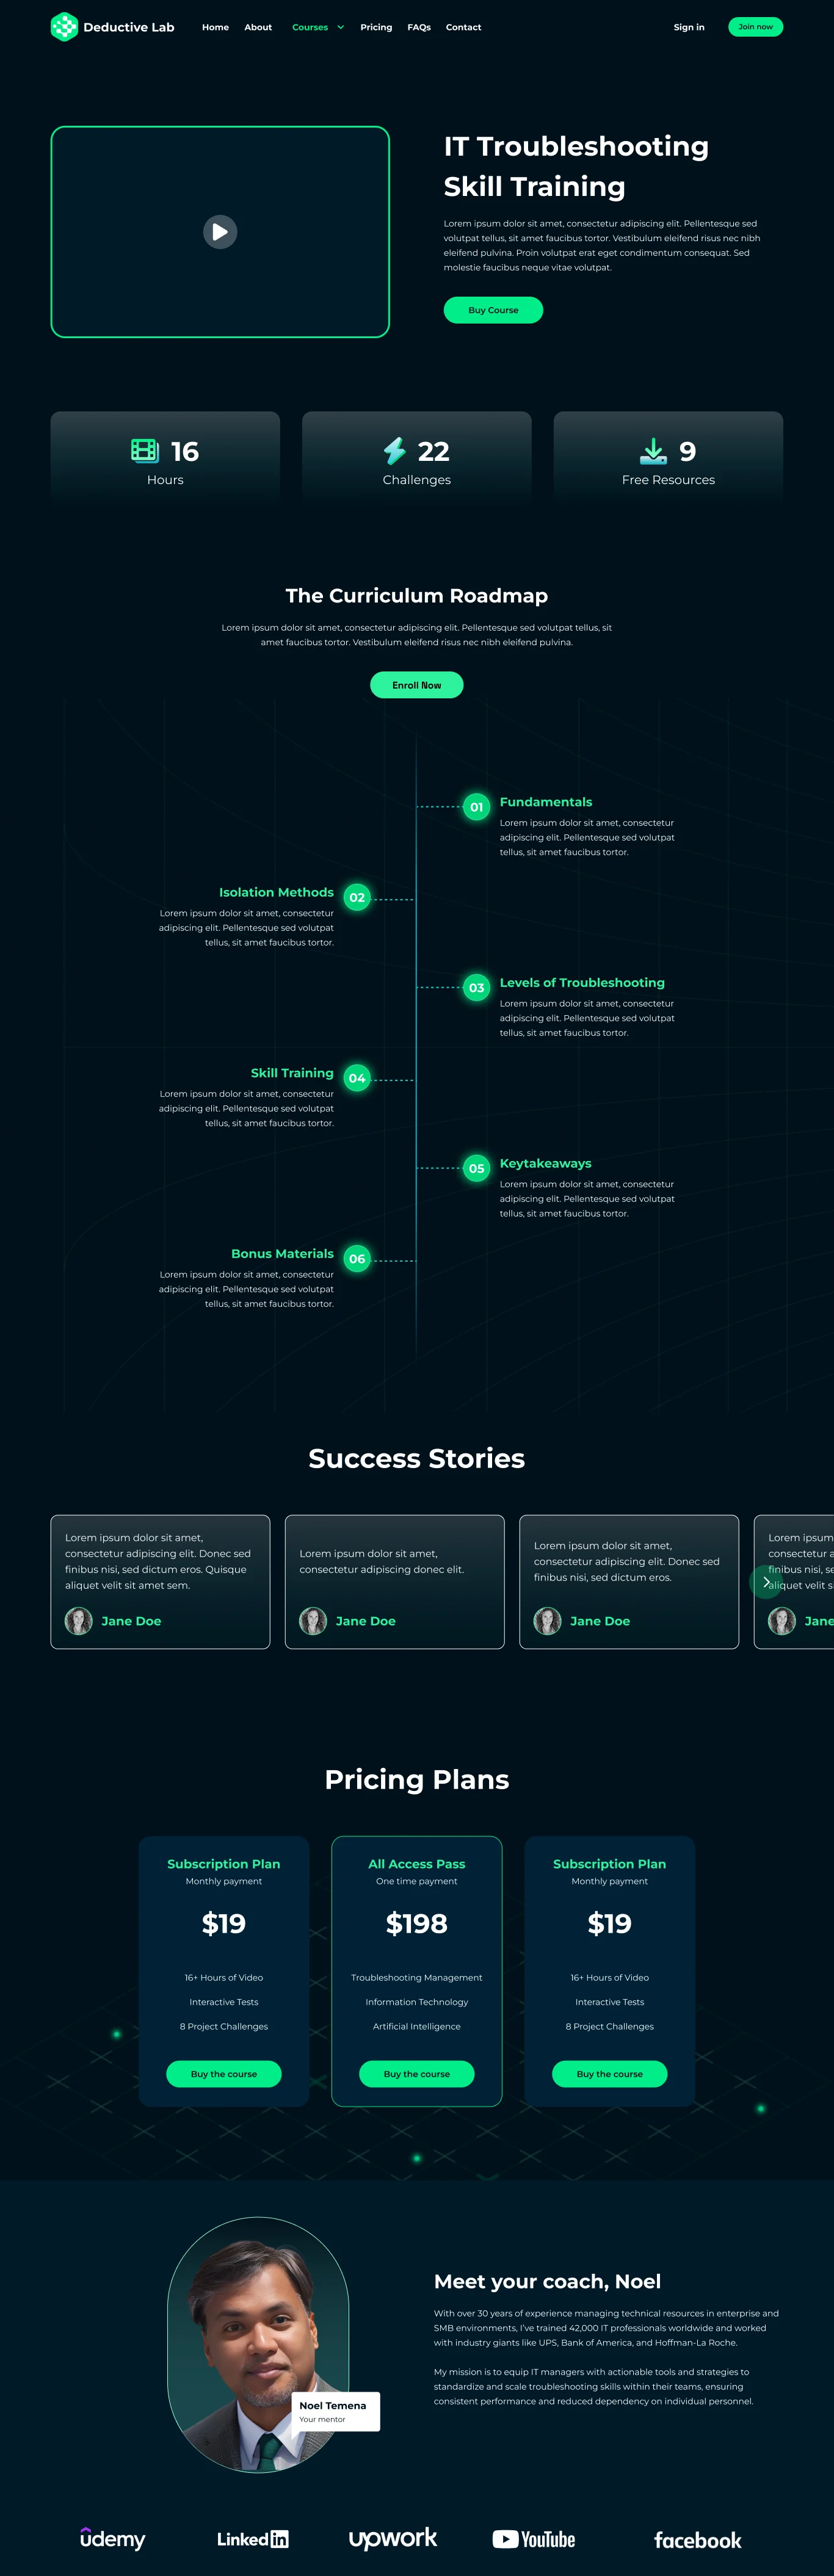 Deductive Lab
Home About Courses Pricing FAQs Contact
Sign in
Join now
IT Troubleshooting
Skill Training
Lorem ipsum dolor sit amet, consectetur adipiscing elit. Pellentesque sed
volutpat tellus, sit amet faucibus tortor. Vestibulum eleifend risus nec nibh
eleifend pulvina. Proin volutpat erat eget condimentum consequat. Sed
molestie faucibus neque vitae volutpat.
Buy Course
16
Hours
22
Challenges
9
Free Resources
The Curriculum Roadmap
Lorem ipsum dolor sit amet, consectetur adipiscing elit. Pellentesque sed volutpat tellus, sit
amet faucibus tortor. Vestibulum eleifend risus nec nibh eleifend pulvina.
Enroll Now
01
Fundamentals
Lorem ipsum dolor sit amet, consectetur
adipiscing elit. Pellentesque sed volutpat
tellus, sit amet faucibus tortor.
Isolation Methods
02
Lorem ipsum dolor sit amet, consectetur
adipiscing elit. Pellentesque sed volutpat
tellus, sit amet faucibus tortor.
03
Levels of Troubleshooting
Lorem ipsum dolor sit amet, consectetur
adipiscing elit. Pellentesque sed volutpat
tellus, sit amet faucibus tortor.
Skill Training
04
Lorem ipsum dolor sit amet, consectetur
adipiscing elit. Pellentesque sed volutpat
tellus, sit amet faucibus tortor.
05
Keytakeaways
Lorem ipsum dolor sit amet, consectetur
adipiscing elit. Pellentesque sed volutpat
tellus, sit amet faucibus tortor.
Bonus Materials
06
Lorem ipsum dolor sit amet, consectetur
adipiscing elit. Pellentesque sed volutpat
tellus, sit amet faucibus tortor.
Success Stories
Lorem ipsum dolor sit amet,
consectetur adipiscing elit. Donec sed
finibus nisi, sed dictum eros. Quisque
aliquet velit sit amet sem.
Jane Doe
Lorem ipsum dolor sit amet,
consectetur adipiscing donec elit.
Jane Doe
Lorem ipsum dolor sit amet,
consectetur adipiscing elit. Donec sed
finibus nisi, sed dictum eros.
Jane Doe
Lorem ipsum
consectetur a
finibus nisi, se
aliquet velit s
Jane
Pricing Plans
Subscription Plan
Monthly payment
$19
16+ Hours of Video
Interactive Tests
8 Project Challenges
Buy the course
All Access Pass
One time payment
$198
Troubleshooting Management
Information Technology
Artificial Intelligence
Buy the course
Subscription Plan
Monthly payment
$19
16+ Hours of Video
Interactive Tests
8 Project Challenges
Buy the course
Noel Temena
Your mentor
Meet your coach, Noel
With over 30 years of experience managing technical resources in enterprise and
SMB environments, I've trained 42,000 IT professionals worldwide and worked
with industry giants like UPS, Bank of America, and Hoffman-La Roche.
My mission is to equip IT managers with actionable tools and strategies to
standardize and scale troubleshooting skills within their teams, ensuring
consistent performance and reduced dependency on individual personnel.
udemy
Linked in
upwork
YouTube
facebook